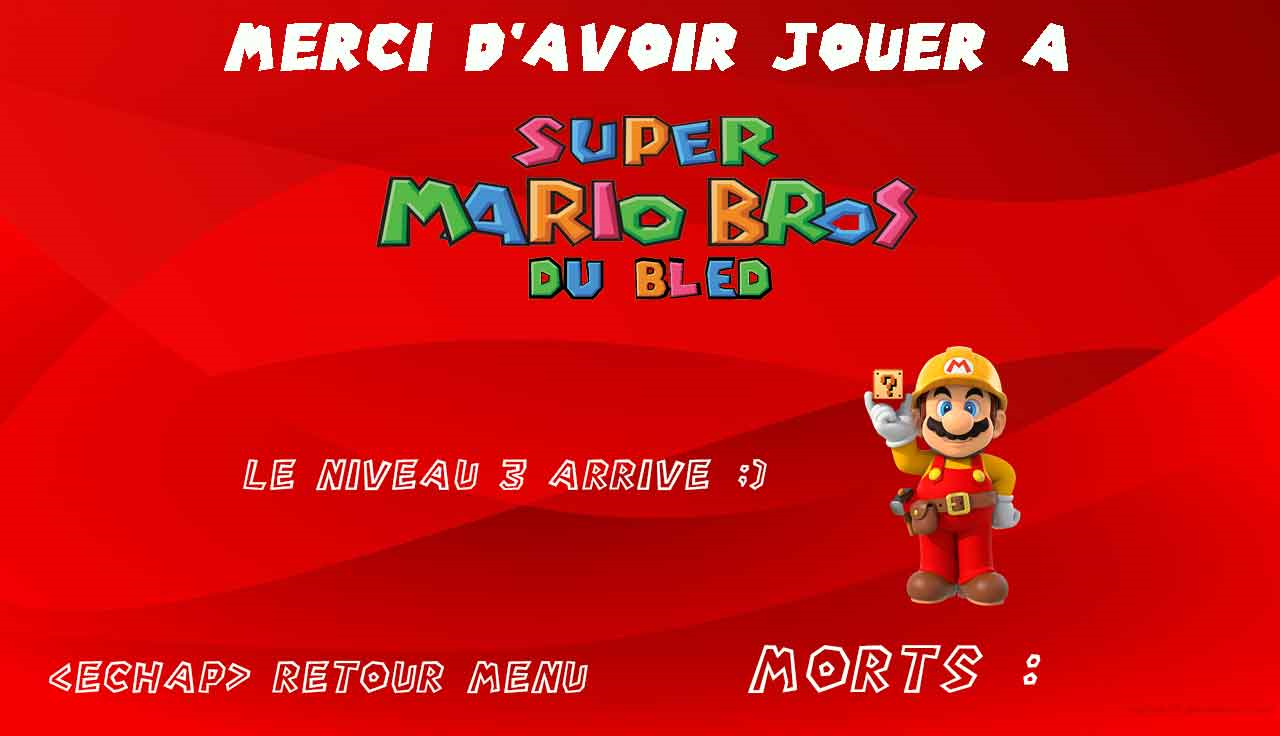 MERCI D'AVOIR JOUER A
SUPER
MARIO BROS
DU BLED
?
M
LE NIVEAU 3 ARRIVE ;)
<ECHAP> RETOUR MENU
MORTS :